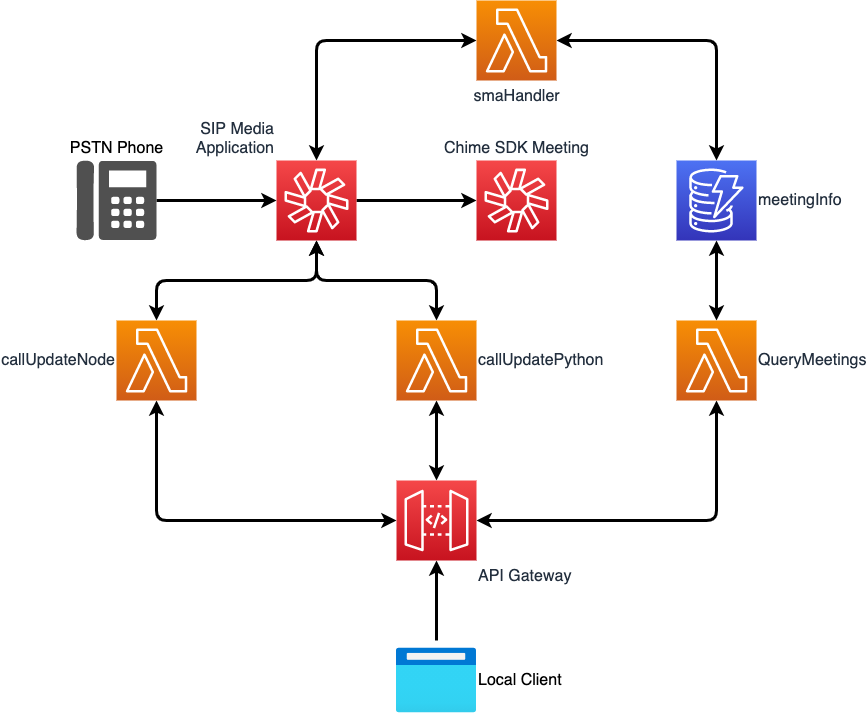 smaHandler
SIP Media
Application
PSTN Phone
Chime SDK Meeting
meetingInfo
callUpdateNode
callUpdatePython
QueryMeetings
</>
API Gateway
Local Client